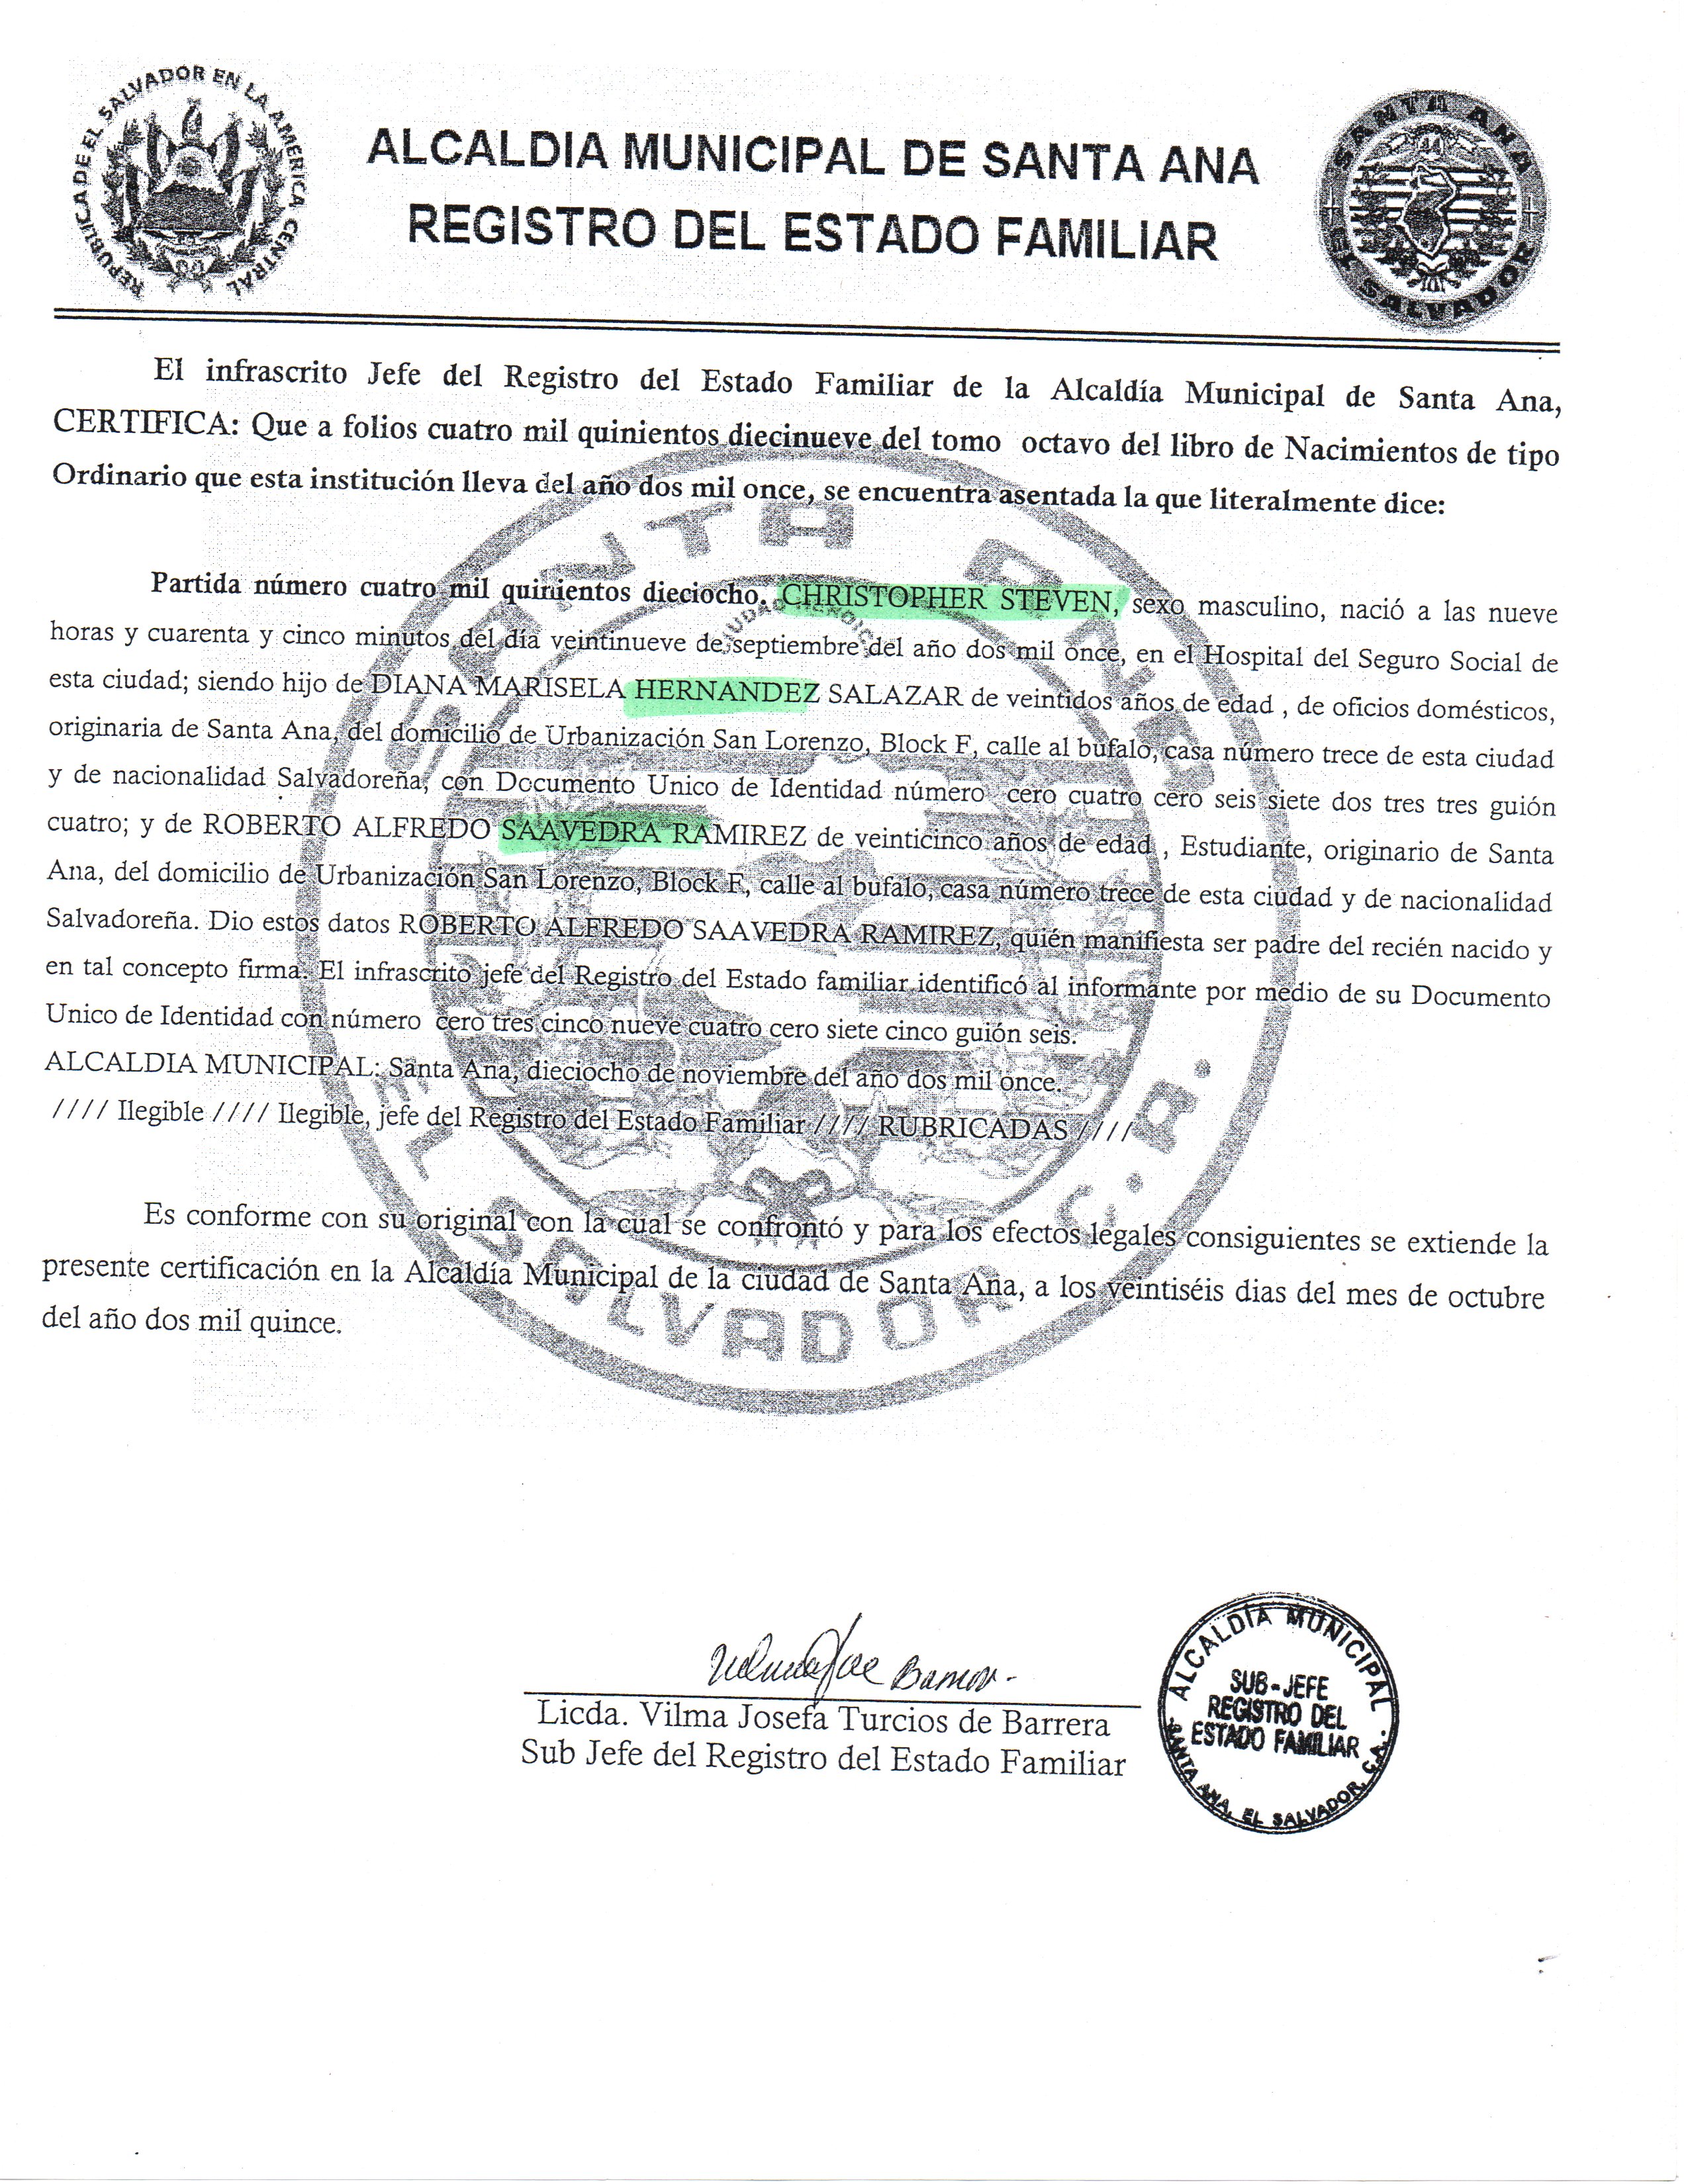 REPUBLICA DE EL SALVADOR EN LA AMERICA CENTRAL
ALCALDIA MUNICIPAL DE SANTA ANA
REGISTRO DEL ESTADO FAMILIAR
SANTA ANA
EL SALVADOR
El infrascrito Jefe del Registro del Estado Familiar de la Alcaldía Municipal de Santa Ana,
CERTIFICA: Que a folios cuatro mil quinientos diecinueve del tomo octavo del libro de Nacimientos de tipo
Ordinario que esta institución lleva del año dos mil once, se encuentra asentada la que literalmente dice:
Partida número cuatro mil quinientos dieciocho. CHRISTOPHER STEVEN, sexo masculino, nació a las nueve
horas y cuarenta y cinco minutos del día veintinueve de septiembre del año dos mil once, en el Hospital del Seguro Social de
esta ciudad; siendo hijo de DIANA MARISELA HERNANDEZ SALAZAR de veintidos años de edad , de oficios domésticos,
originaria de Santa Ana, del domicilio de Urbanización San Lorenzo, Block F, calle al bufalo, casa número trece de esta ciudad
y de nacionalidad Salvadoreña, con Documento Unico de Identidad número cero cuatro cero seis siete dos tres tres guión
cuatro; y de ROBERTO ALFREDO SAAVEDRA RAMIREZ de veinticinco años de edad , Estudiante, originario de Santa
Ana, del domicilio de Urbanización San Lorenzo, Block F, calle al bufalo, casa número trece de esta ciudad y de nacionalidad
Salvadoreña. Dio estos datos ROBERTO ALFREDO SAAVEDRA RAMIREZ, quién manifiesta ser padre del recién nacido y
en tal concepto firma. El infrascrito jefe del Registro del Estado familiar identificó al informante por medio de su Documento
Unico de Identidad con número cero tres cinco nueve cuatro cero siete cinco guión seis.
ALCALDIA MUNICIPAL: Santa Ana, dieciocho de noviembre del año dos mil once.
//// Ilegible //// Ilegible, jefe del Registro del Estado Familiar //// RUBRICADAS ////
Es conforme con su original con la cual se confrontó y para los efectos legales consiguientes se extiende la
presente certificación en la Alcaldía Municipal de la ciudad de Santa Ana, a los veintiséis dias del mes de octubre
del año dos mil quince.
SANTA ANA
EL SALVADOR C.A.
Licda. Vilma Josefa Turcios de Barrera
Sub Jefe del Registro del Estado Familiar
ALCALDÍA MUNICIPAL
SUB-JEFE
REGISTRO DEL
ESTADO FAMILIAR
SANTA ANA, EL SALVADOR, C.A.